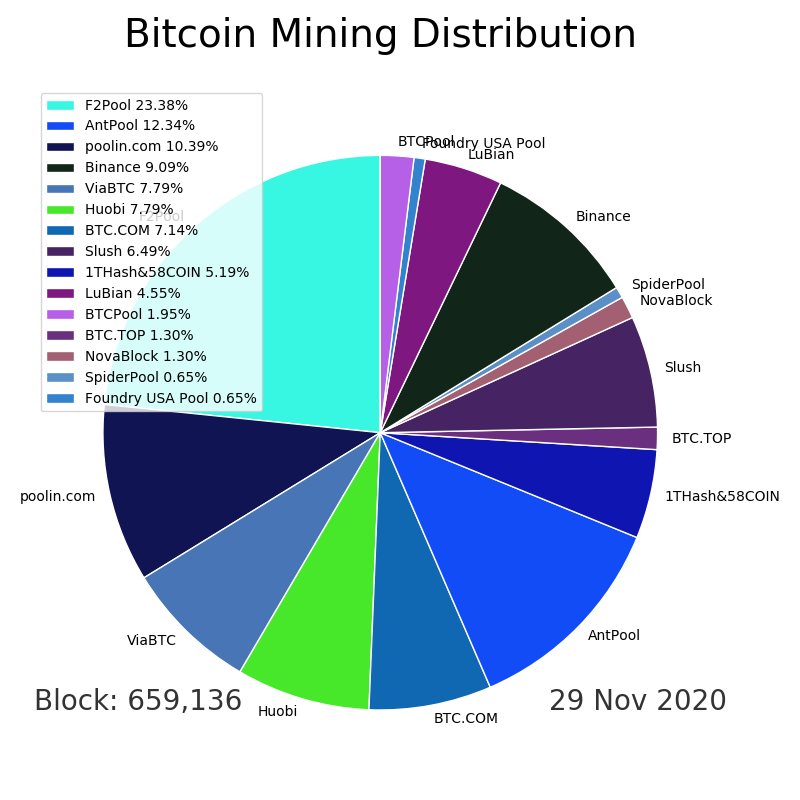 Bitcoin Mining Distribution
F2Pool 23.38%
AntPool 12.34%
poolin.com 10.39%
Binance 9.09%
ViaBTC 7.79%
Huobi 7.79%
BTC.COM 7.14%
Slush 6.49%
1THash&58COIN 5.19%
LuBian 4.55%
BTCPool 1.95%
BTC.TOP 1.30%
NovaBlock 1.30%
SpiderPool 0.65%
Foundry USA Pool 0.65%
F2Pool
BTCPool
Foundry USA Pool
LuBian
Binance
SpiderPool
NovaBlock
Slush
BTC.TOP
1THash&58COIN
AntPool
BTC.COM
Huobi
ViaBTC
poolin.com
Block: 659,136
29 Nov 2020